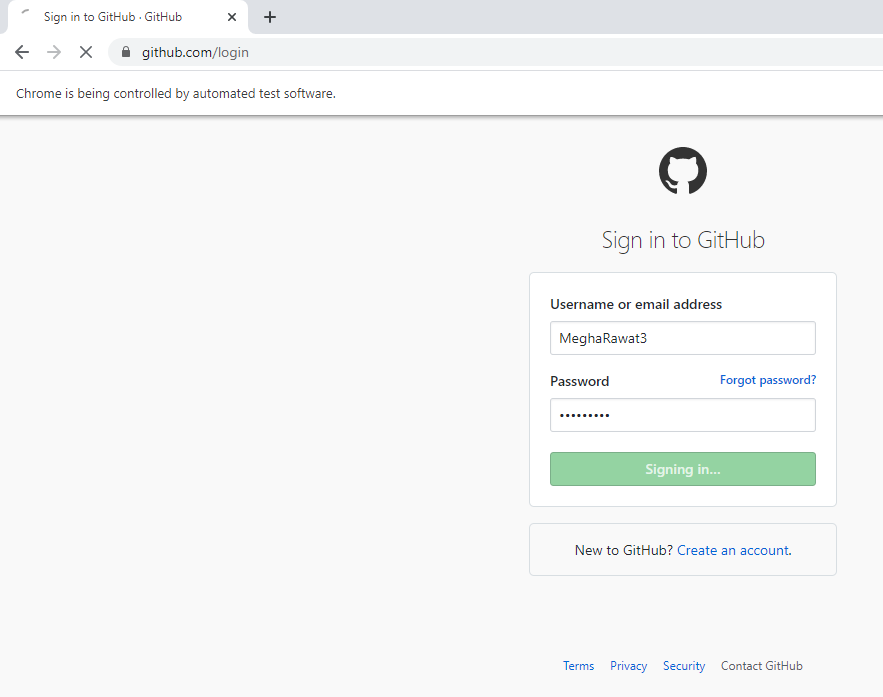 Sign in to GitHub · GitHub
github.com/login
Chrome is being controlled by automated test software.
Sign in to GitHub
Username or email address
MeghaRawat3
Password Forgot password?
•••••••••
Signing in...
New to GitHub? Create an account.
Terms Privacy Security Contact GitHub